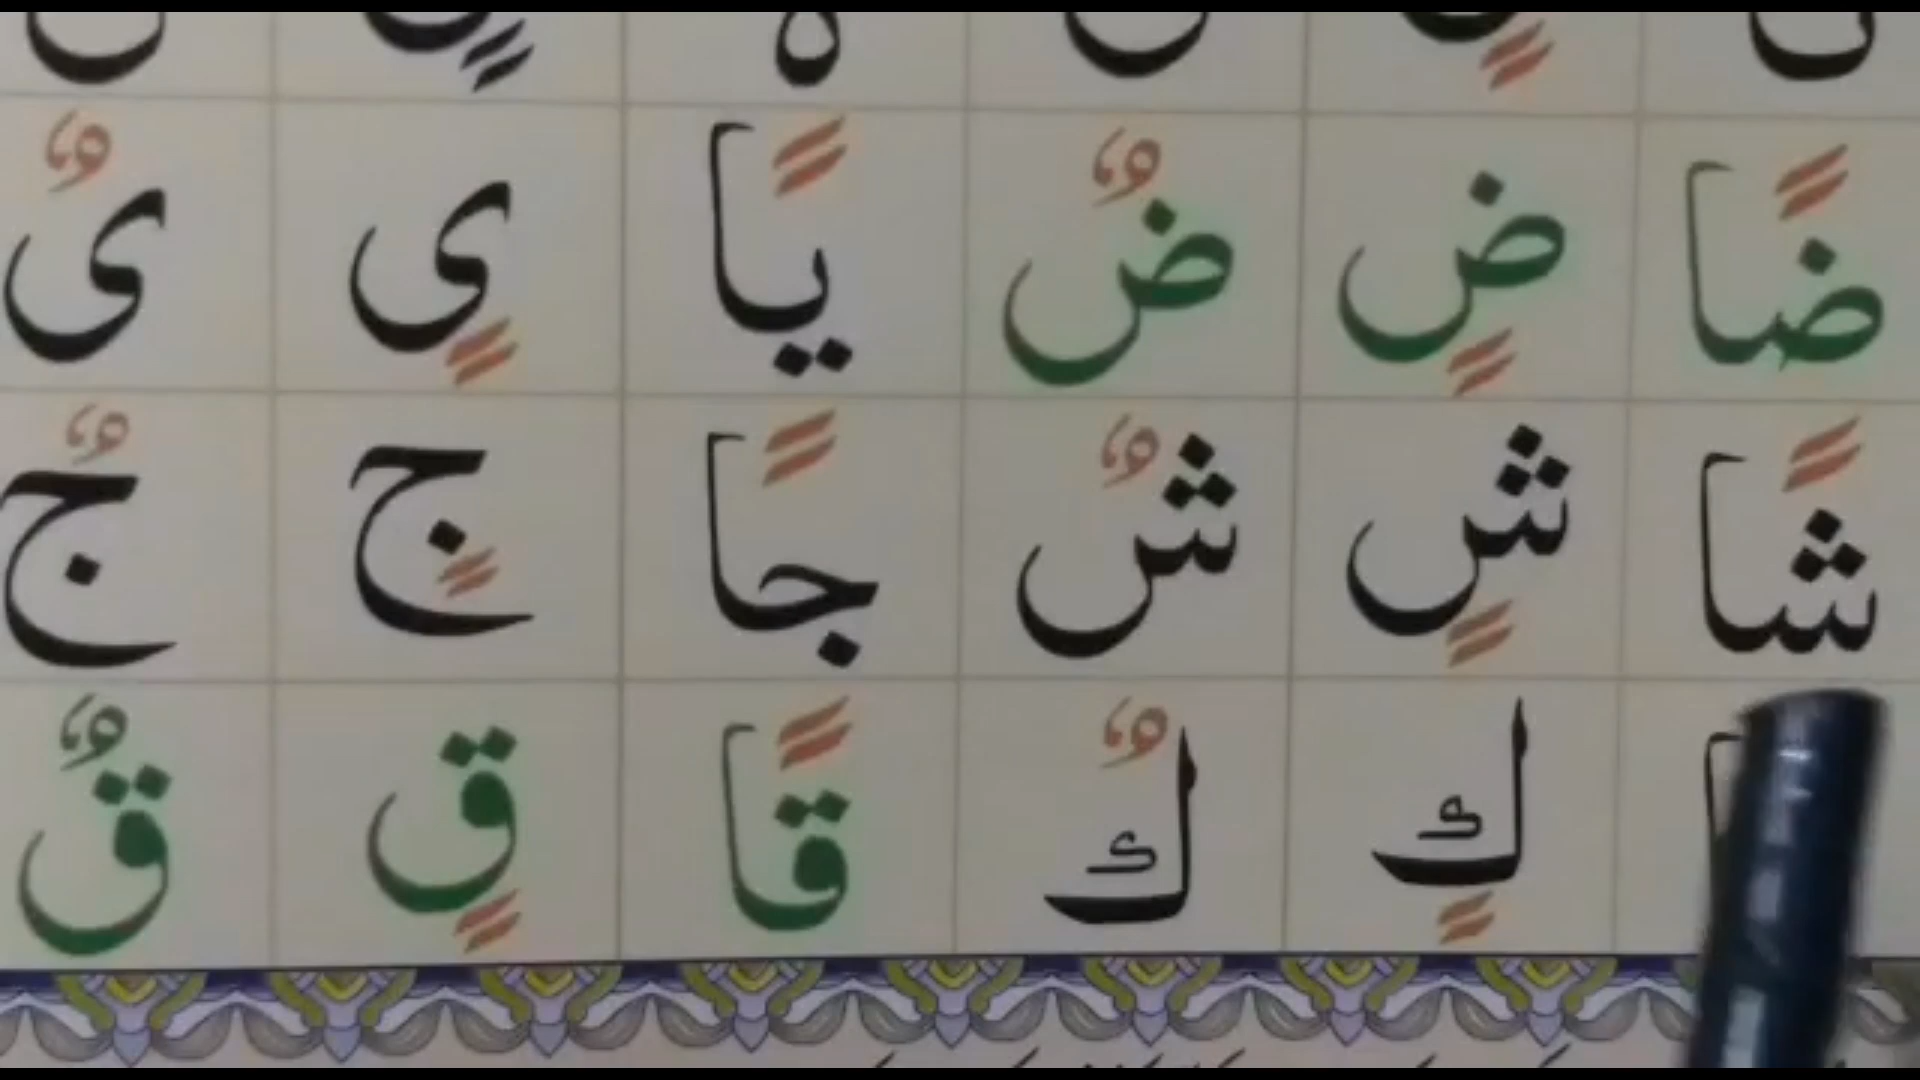 ضًا ضٍ ضٌ يًا ىٍ ىٌ
شًا شٍ شٌ جًا جٍ جٌ
كٍ كٌ قًا قٍ قٌ